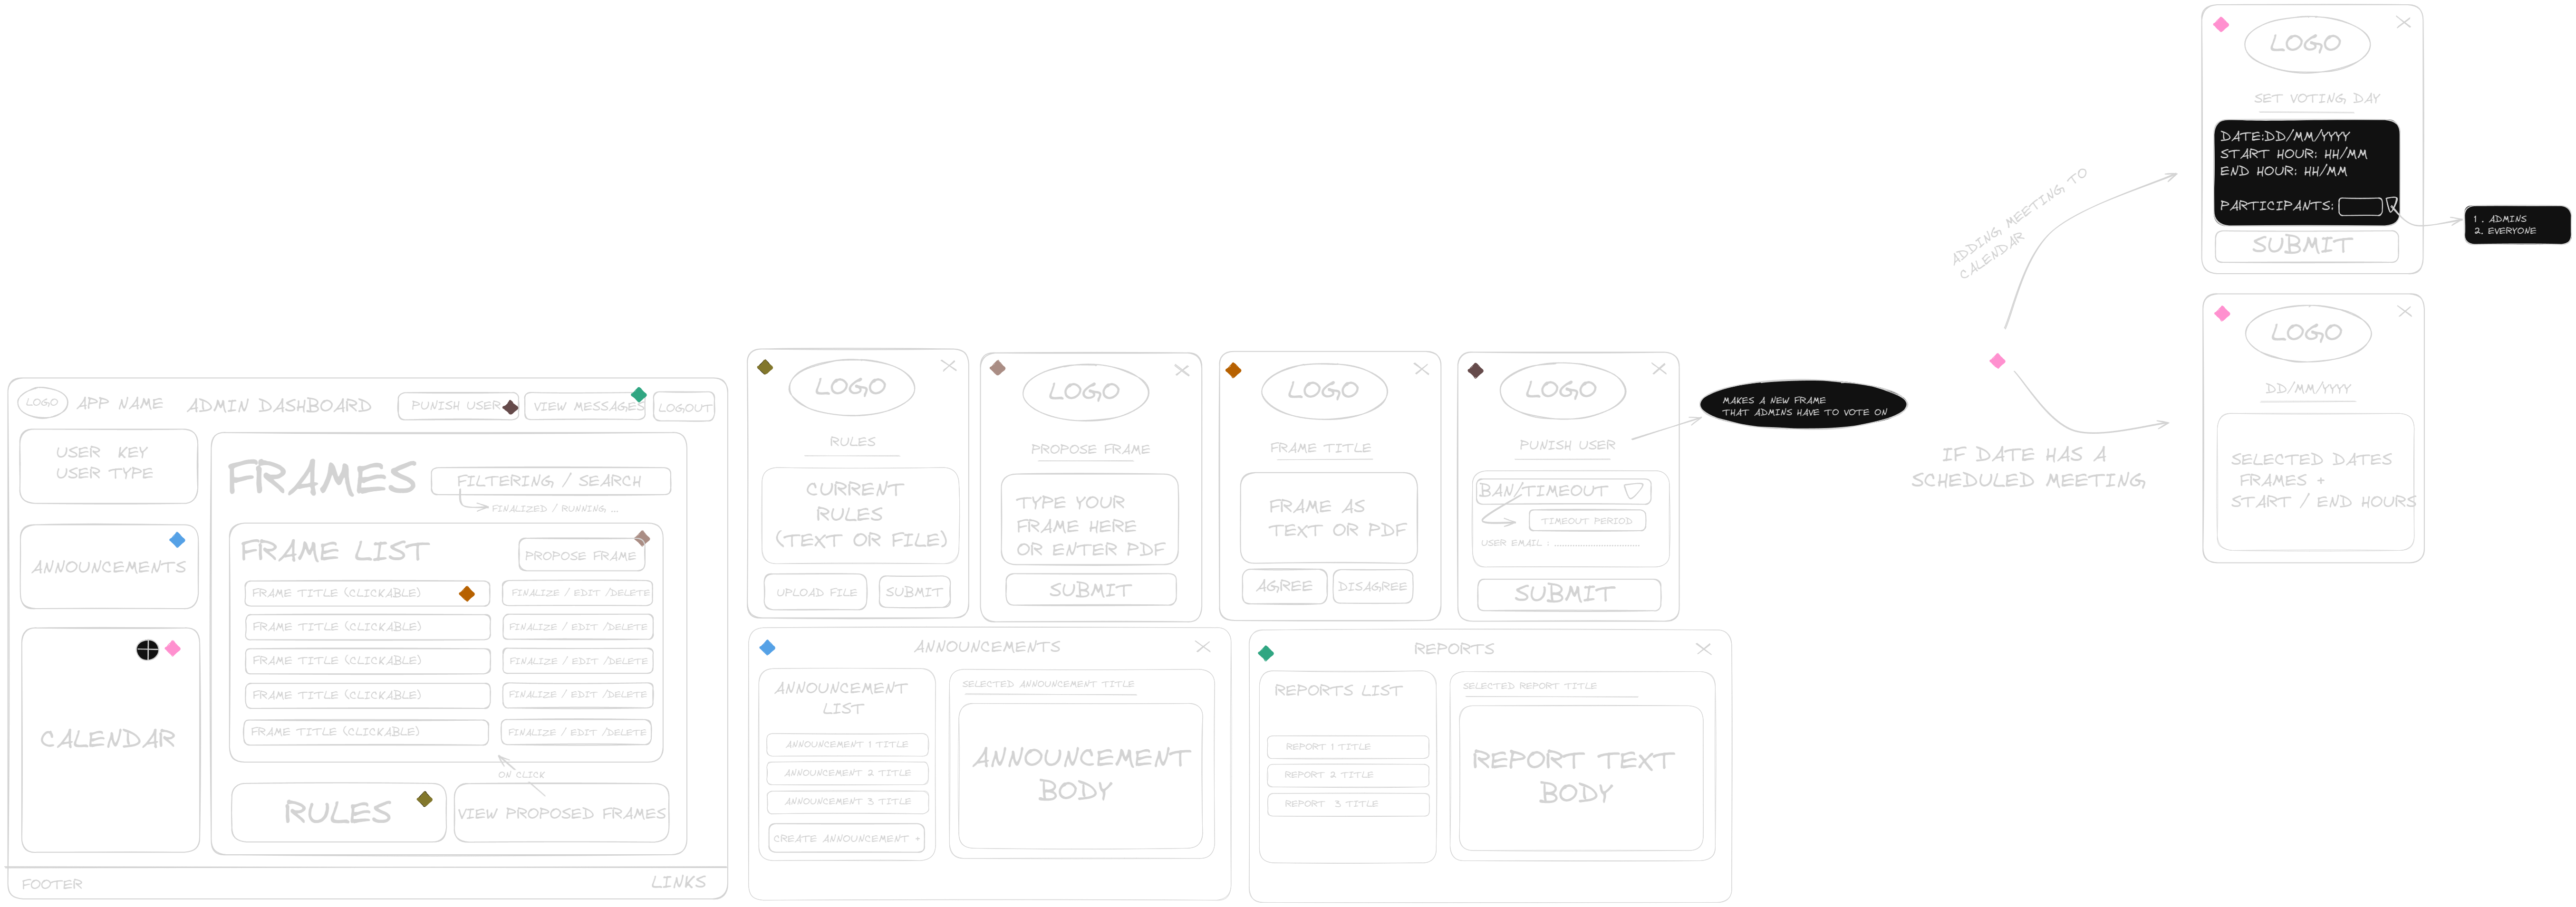 LOGO
APP NAME
ADMIN DASHBOARD
PUNISH USER
VIEW MESSAGES
LOGOUT
USER KEY
USER TYPE
ANNOUNCEMENTS
CALENDAR
FRAMES
FILTERING / SEARCH
FINALIZED / RUNNING ...
FRAME LIST
PROPOSE FRAME
FRAME TITLE (CLICKABLE)
FINALIZE / EDIT /DELETE
FRAME TITLE (CLICKABLE)
FINALIZE / EDIT /DELETE
FRAME TITLE (CLICKABLE)
FINALIZE / EDIT /DELETE
FRAME TITLE (CLICKABLE)
FINALIZE / EDIT /DELETE
FRAME TITLE (CLICKABLE)
FINALIZE / EDIT /DELETE
ON CLICK
RULES
VIEW PROPOSED FRAMES
FOOTER
LINKS
LOGO
RULES
CURRENT
RULES
(TEXT OR FILE)
UPLOAD FILE
SUBMIT
LOGO
PROPOSE FRAME
TYPE YOUR
FRAME HERE
OR ENTER PDF
SUBMIT
LOGO
FRAME TITLE
FRAME AS
TEXT OR PDF
AGREE
DISAGREE
LOGO
PUNISH USER
BAN/TIMEOUT
TIMEOUT PERIOD
USER EMAIL : ..............................
SUBMIT
MAKES A NEW FRAME
THAT ADMINS HAVE TO VOTE ON
ANNOUNCEMENTS
ANNOUNCEMENT
LIST
ANNOUNCEMENT 1 TITLE
ANNOUNCEMENT 2 TITLE
ANNOUNCEMENT 3 TITLE
CREATE ANNOUNCEMENT +
SELECTED ANNOUNCEMENT TITLE
ANNOUNCEMENT
BODY
REPORTS
REPORTS LIST
REPORT 1 TITLE
REPORT 2 TITLE
REPORT 3 TITLE
SELECTED REPORT TITLE
REPORT TEXT
BODY
ADDING MEETING TO
CALENDAR
IF DATE HAS A
SCHEDULED MEETING
LOGO
SET VOTING DAY
DATE:DD/MM/YYYY
START HOUR: HH/MM
END HOUR: HH/MM
PARTICIPANTS:
SUBMIT
1. ADMINS
2. EVERYONE
LOGO
DD/MM/YYYY
SELECTED DATES
FRAMES +
START / END HOURS